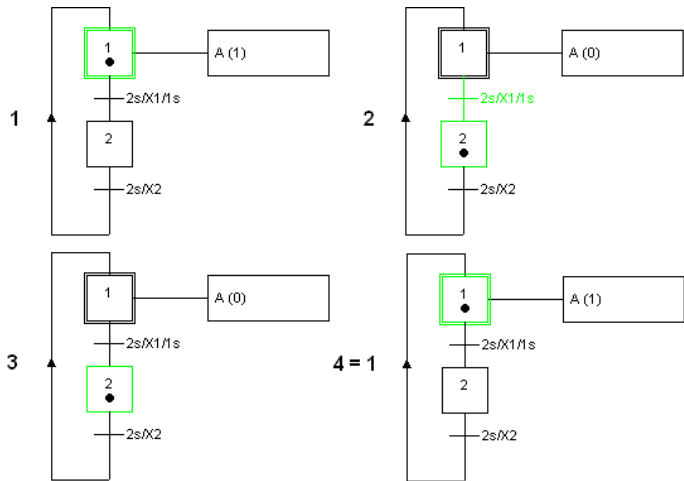 1
A (1)
2s/X1/1s
1
2
2s/X2
1
A (0)
2s/X1/1s
2
2
2s/X2
1
A (0)
2s/X1/1s
3
2
2s/X2
1
A (1)
2s/X1/1s
4 = 1
2
2s/X2